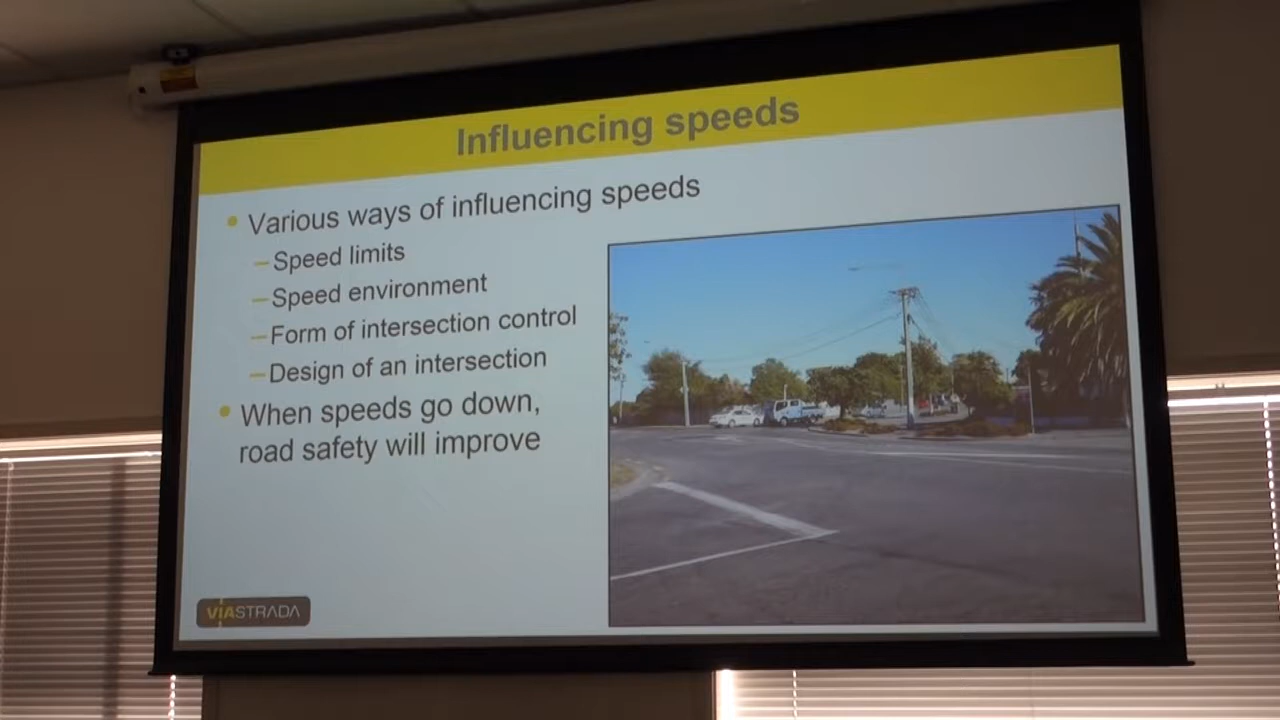 Influencing speeds
• Various ways of influencing speeds
– Speed limits
– Speed environment
– Form of intersection control
– Design of an intersection
• When speeds go down,
road safety will improve
VIASTRADA